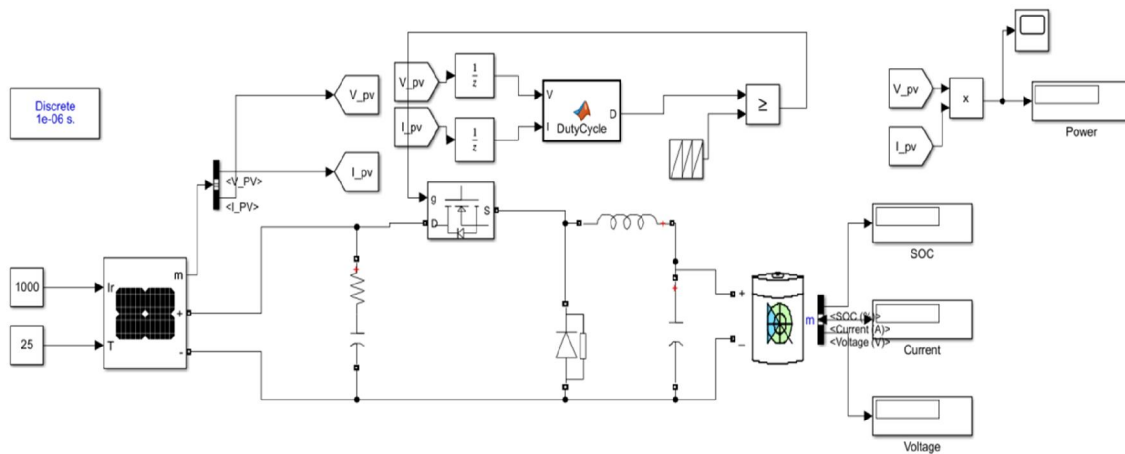 Discrete
1e-06 s.
V_pv
I_pv
<V_PV>
<I_PV>
V_pv
1
z
I_pv
1
z
V
I
D
DutyCycle
≥
V_pv
I_pv
x
Power
g
D
S
1000
25
Ir
T
m
+
-
+
+
+
+
_
m
<SOC (%)>
<Current (A)>
<Voltage (V)>
SOC
Current
Voltage